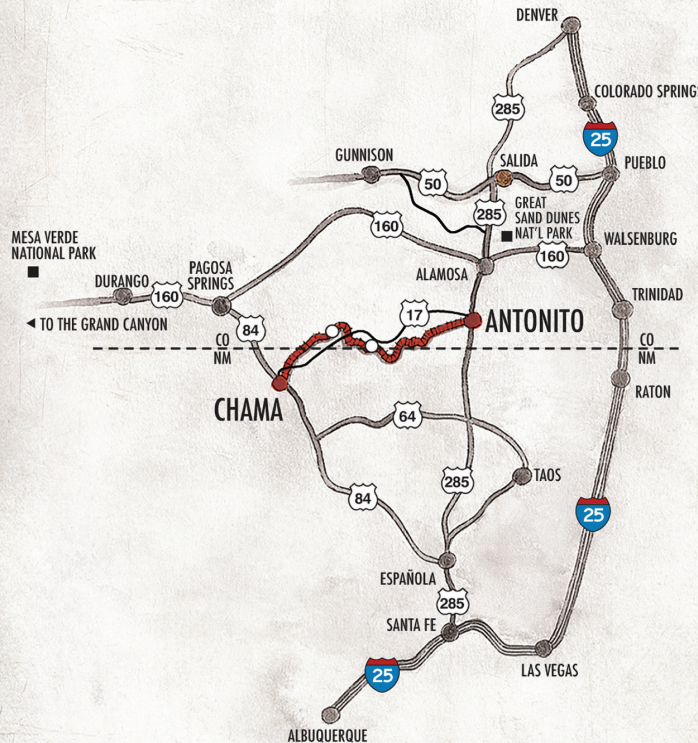 DENVER
285
COLORADO SPRINGS
25
GUNNISON
SALIDA
PUEBLO
50
50
285
GREAT
SAND DUNES
NAT'L PARK
160
MESA VERDE
NATIONAL PARK
WALSENBURG
160
ALAMOSA
DURANGO
160
PAGOSA
SPRINGS
TRINIDAD
◄ TO THE GRAND CANYON
84
17
ANTONITO
CO
NM
CO
NM
CHAMA
RATON
64
TAOS
285
84
25
ESPAÑOLA
285
SANTA FE
LAS VEGAS
25
ALBUQUERQUE